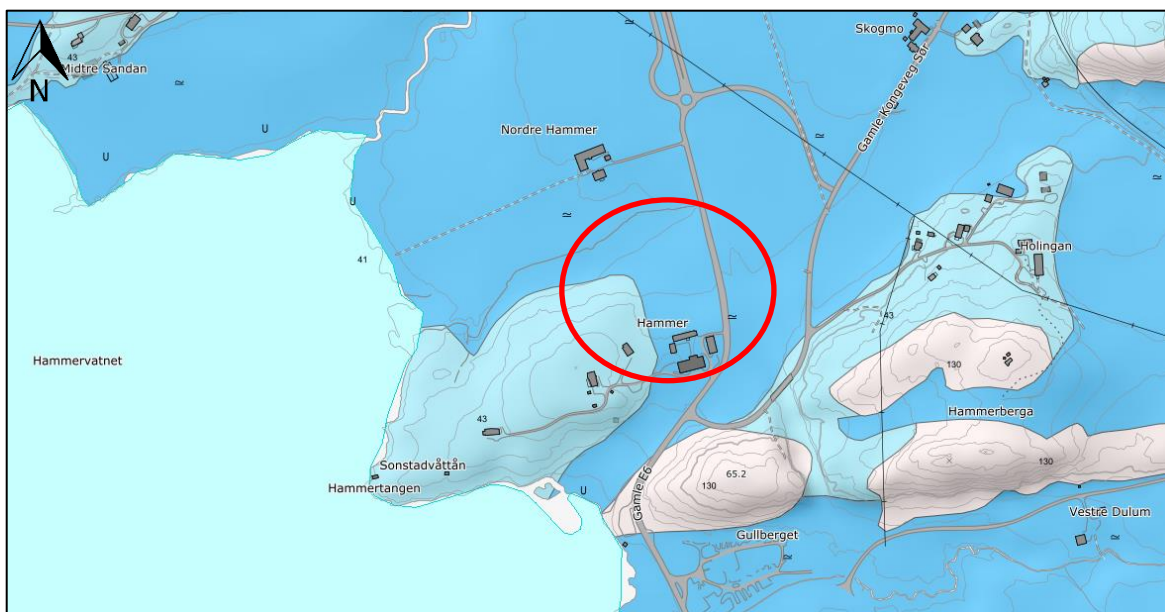 Skogmo
43
Midtre Sandan
N
Gamle Kongeveg Sør
U
Nordre Hammer
U
U
41
Holingan
43
Hammer
Hammervatnet
130
43
Hammerberga
Sonstadvåttån
65.2
130
130
Hammertangen
U
Gamle E6
Vestre Dulum
Gullberget